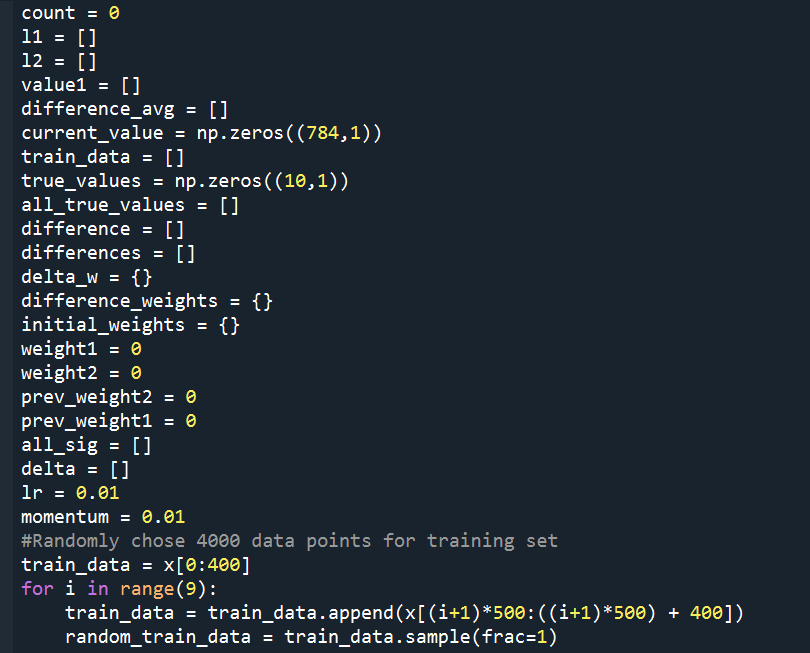 count = 0
l1 = []
l2 = []
value1 = []
difference_avg = []
current_value = np.zeros((784,1))
train_data = []
true_values = np.zeros((10,1))
all_true_values = []
difference = []
differences = []
delta_w = {}
difference_weights = {}
initial_weights = {}
weight1 = 0
weight2 = 0
prev_weight2 = 0
prev_weight1 = 0
all_sig = []
delta = []
lr = 0.01
momentum = 0.01
#Randomly chose 4000 data points for training set
train_data = x[0:400]
for i in range(9):
    train_data = train_data.append(x[(i+1)*500:((i+1)*500) + 400])
    random_train_data = train_data.sample(frac=1)